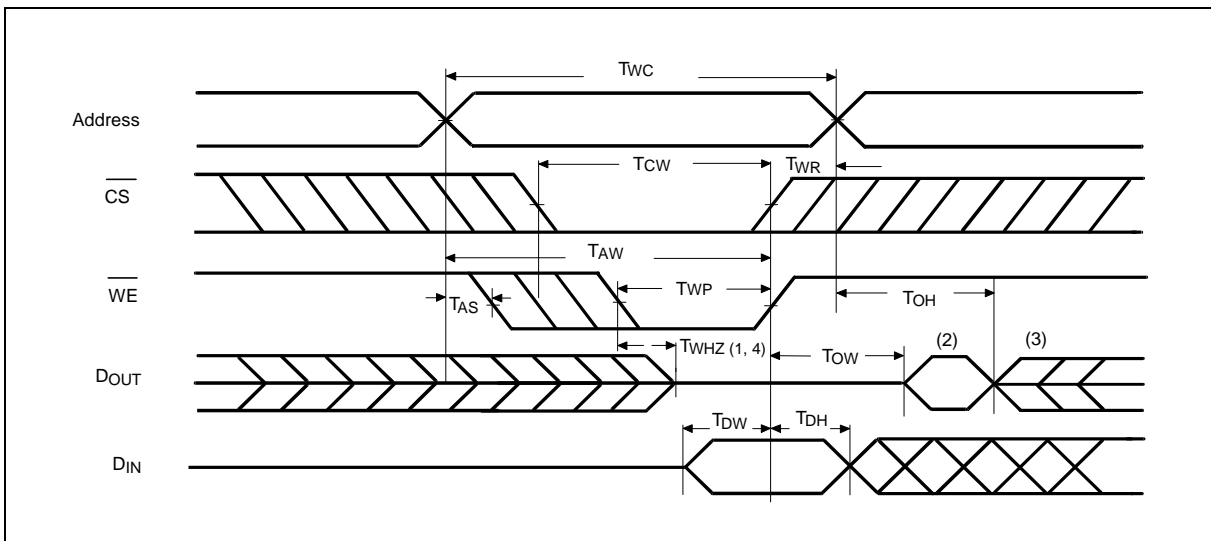 TWC
Address
TCW
TWR
CS
TAW
WE
TAS
TWP
TOH
TWHZ (1, 4)
TOW
(2)
(3)
DOUT
TDW
TDH
DIN